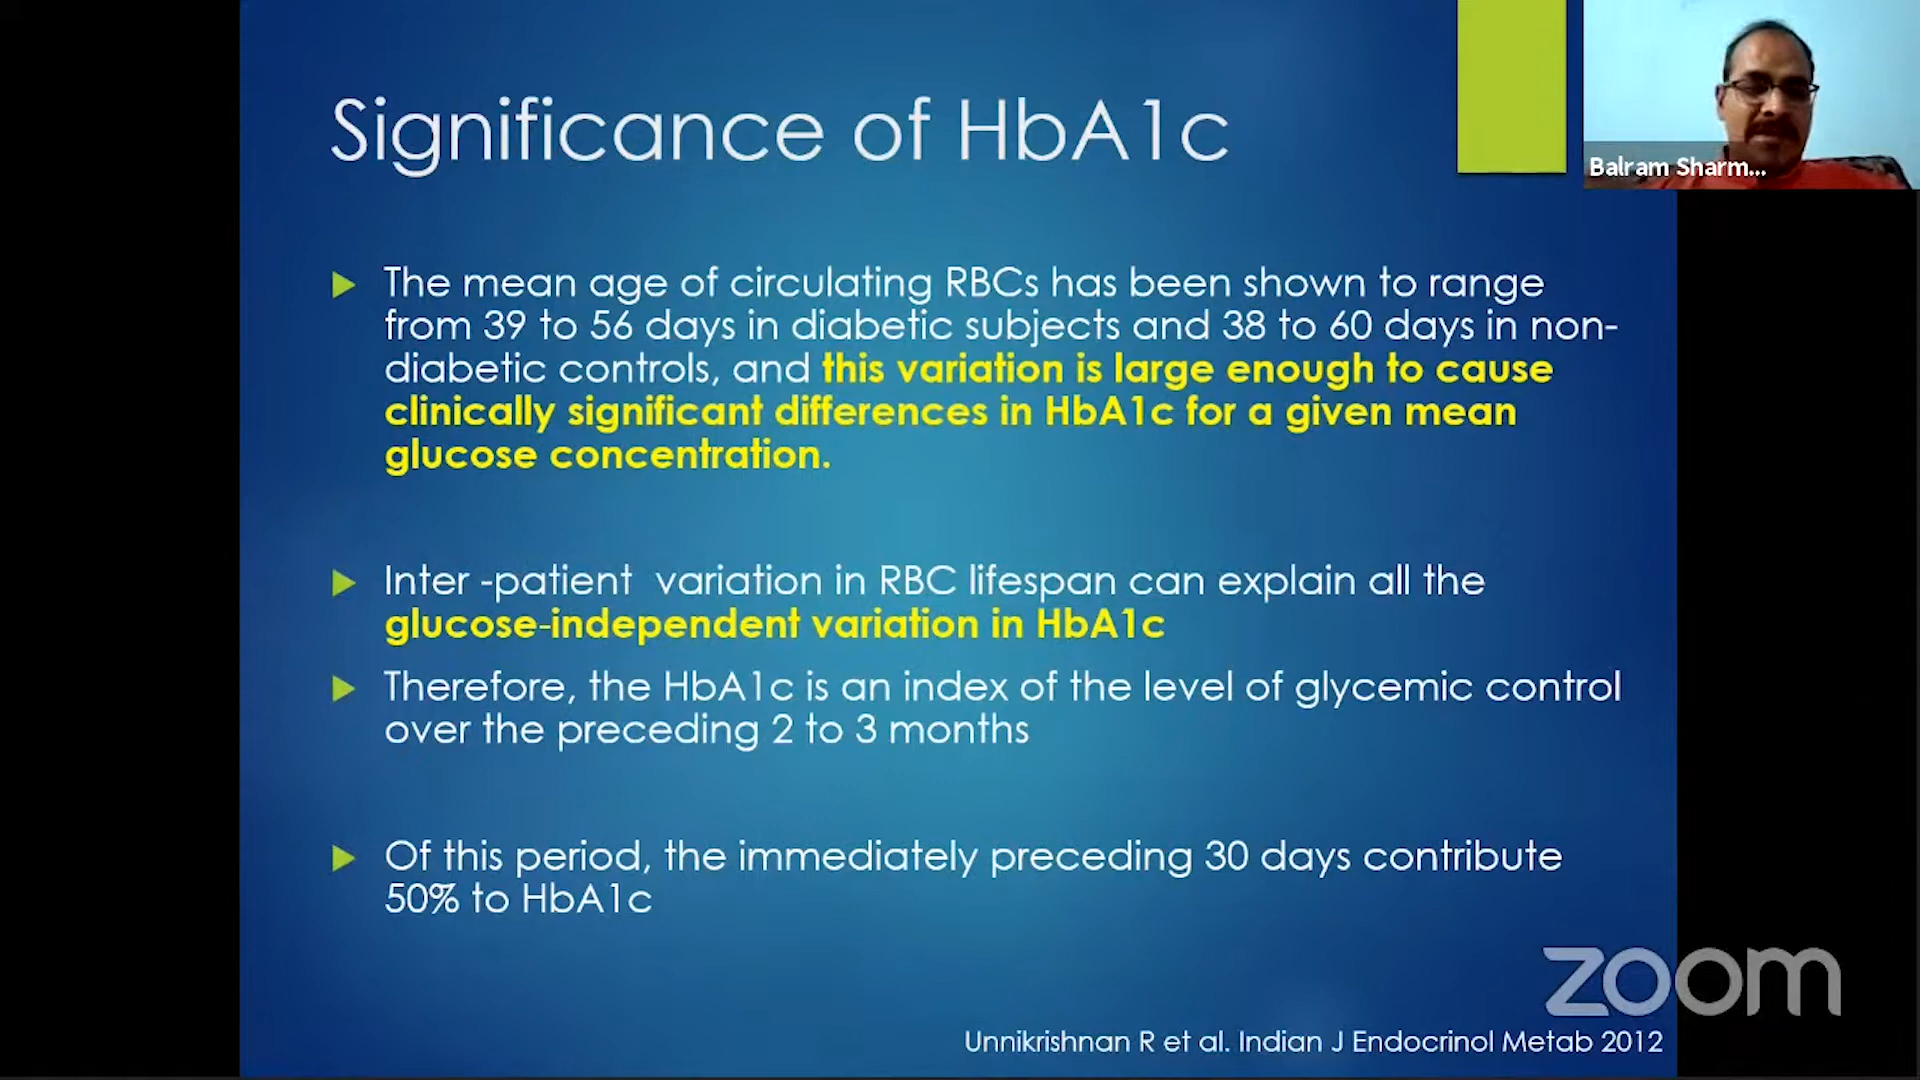 Significance of HbA1c
Balram Sharm...
The mean age of circulating RBCs has been shown to range
from 39 to 56 days in diabetic subjects and 38 to 60 days in non-
diabetic controls, and this variation is large enough to cause
clinically significant differences in HbA1c for a given mean
glucose concentration.
Inter -patient  variation in RBC lifespan can explain all the
glucose-independent variation in HbA1c
Therefore, the HbA1c is an index of the level of glycemic control
over the preceding 2 to 3 months
Of this period, the immediately preceding 30 days contribute
50% to HbA1c
zoom
Unnikrishnan R et al. Indian J Endocrinol Metab 2012